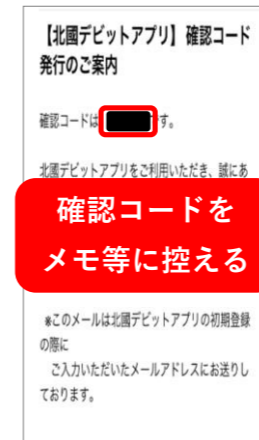 【北國デビットアプリ】確認コード
発行のご案内
確認コードは
です。
北國デビットアプリをご利用いただき、誠にあ
確認コードを
メモ等に控える
※このメールは北國デビットアプリの初期登録
の際に
ご入力いただいたメールアドレスにお送りし
ております。